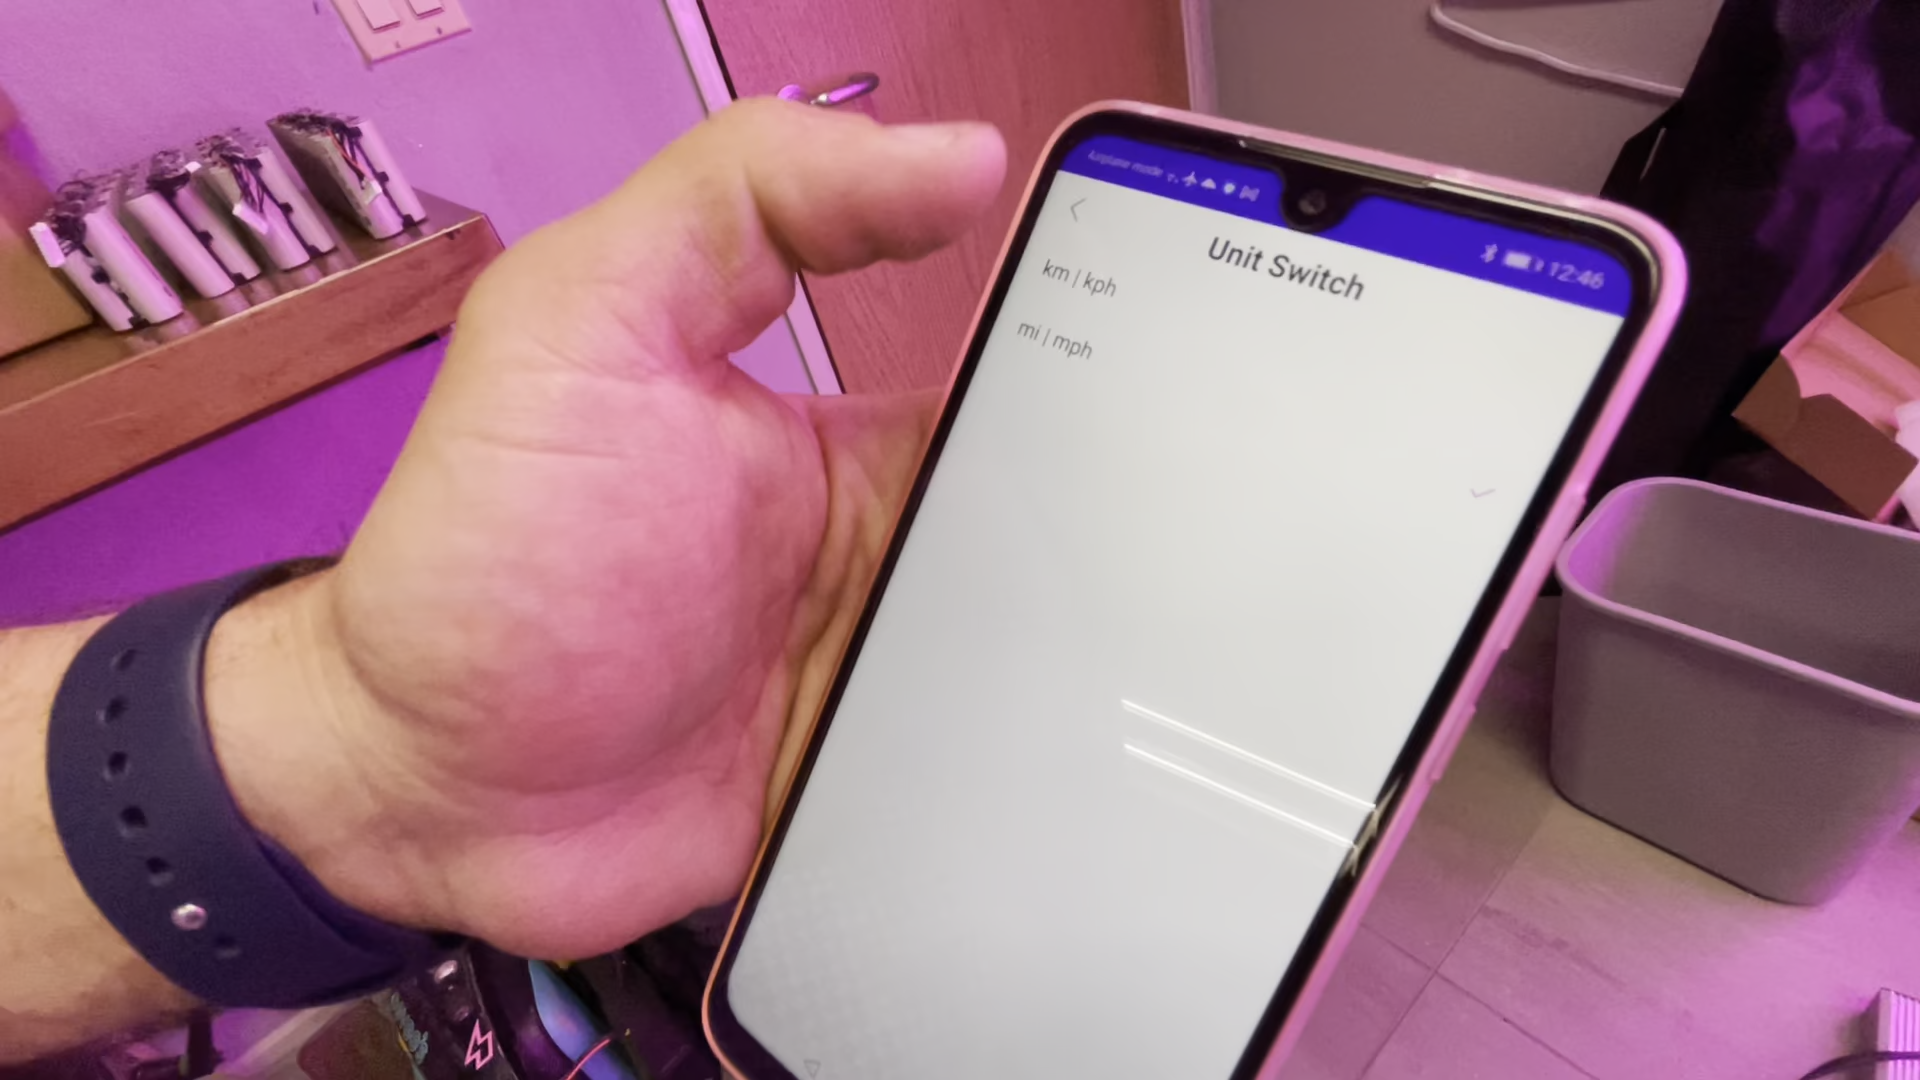 Airplane mode
12:46
Unit Switch
km | kph
mi | mph